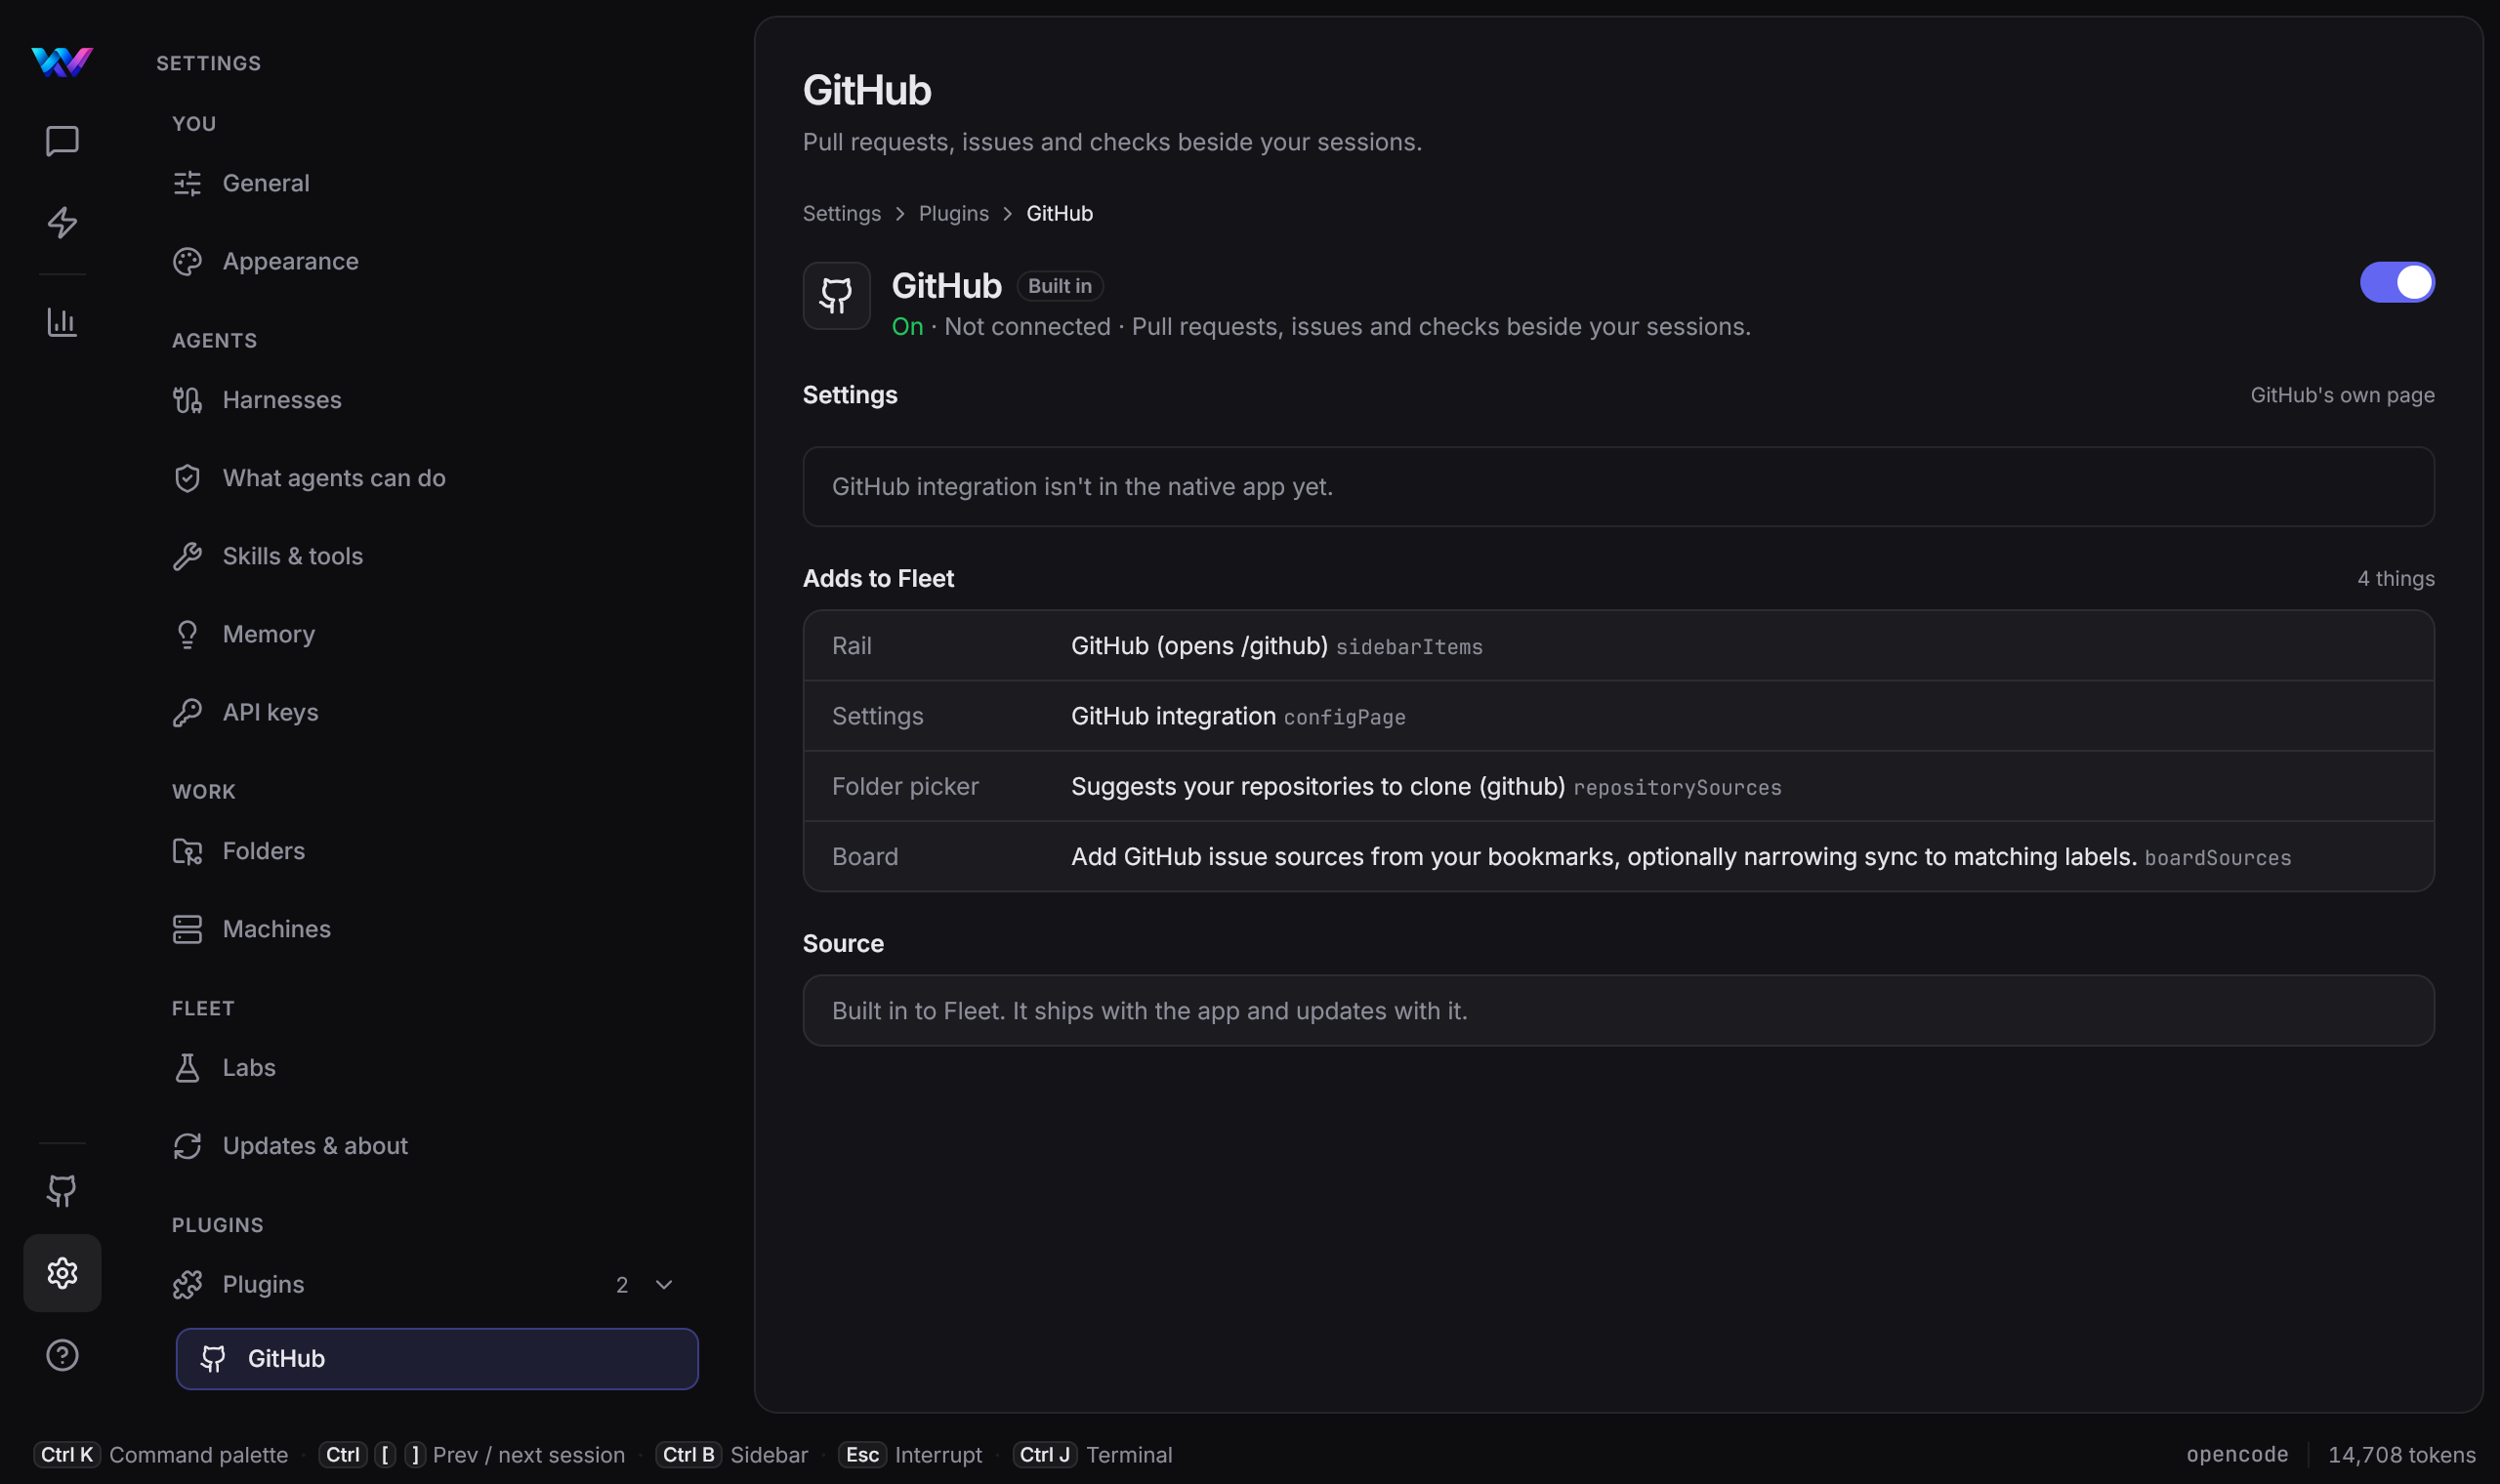 SETTINGS
YOU
General
Appearance
AGENTS
Harnesses
What agents can do
Skills & tools
Memory
API keys
WORK
Folders
Machines
FLEET
Labs
Updates & about
PLUGINS
Plugins 2
GitHub
GitHub
Pull requests, issues and checks beside your sessions.
Settings > Plugins > GitHub
GitHub Built in
On · Not connected · Pull requests, issues and checks beside your sessions.
Settings GitHub's own page
GitHub integration isn't in the native app yet.
Adds to Fleet 4 things
Rail GitHub (opens /github) sidebarItems
Settings GitHub integration configPage
Folder picker Suggests your repositories to clone (github) repositorySources
Board Add GitHub issue sources from your bookmarks, optionally narrowing sync to matching labels. boardSources
Source
Built in to Fleet. It ships with the app and updates with it.
Ctrl K Command palette · Ctrl [ ] Prev / next session · Ctrl B Sidebar · Esc Interrupt · Ctrl J Terminal opencode 14,708 tokens